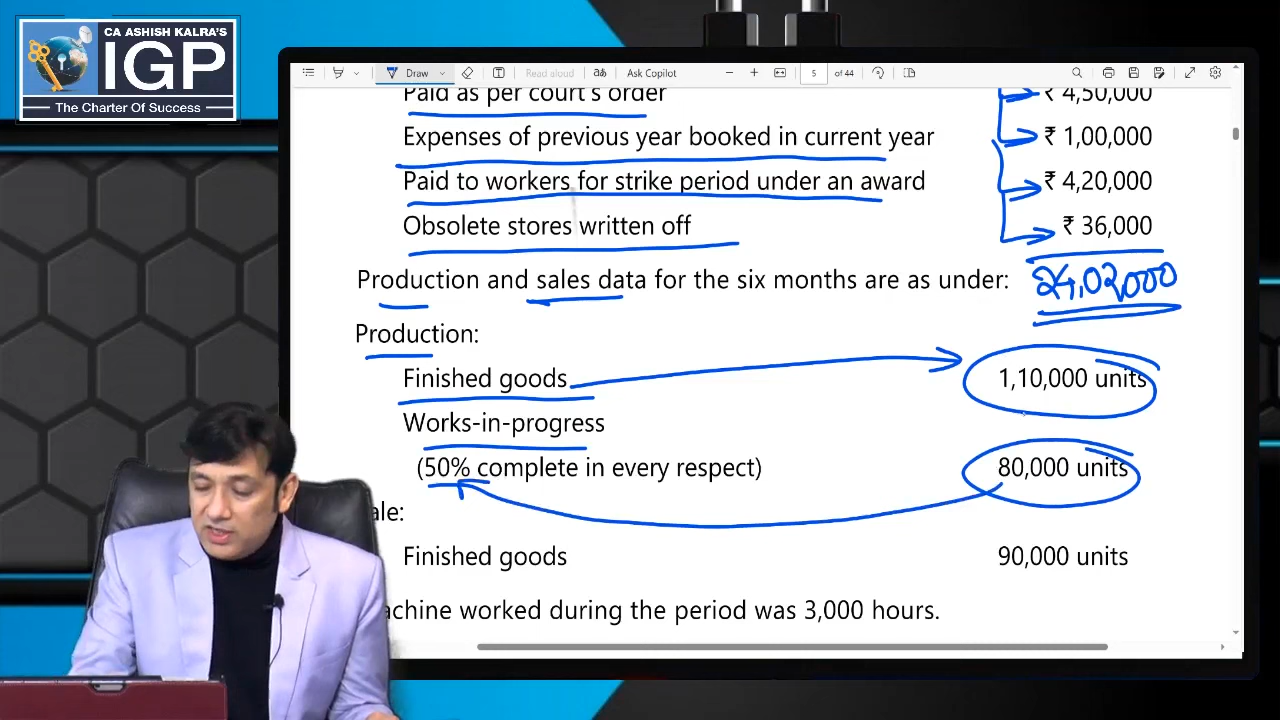 CA ASHISH KALRA'S
IGP
The Charter Of Success
Draw
Read aloud
Ask Copilot
5
of 44
Paid as per court's order ₹ 4,50,000
Expenses of previous year booked in current year ₹ 1,00,000
Paid to workers for strike period under an award ₹ 4,20,000
Obsolete stores written off ₹ 36,000
Production and sales data for the six months are as under: 24,02,000
Production:
Finished goods 1,10,000 units
Works-in-progress
(50% complete in every respect) 80,000 units
ale:
Finished goods 90,000 units
achine worked during the period was 3,000 hours.